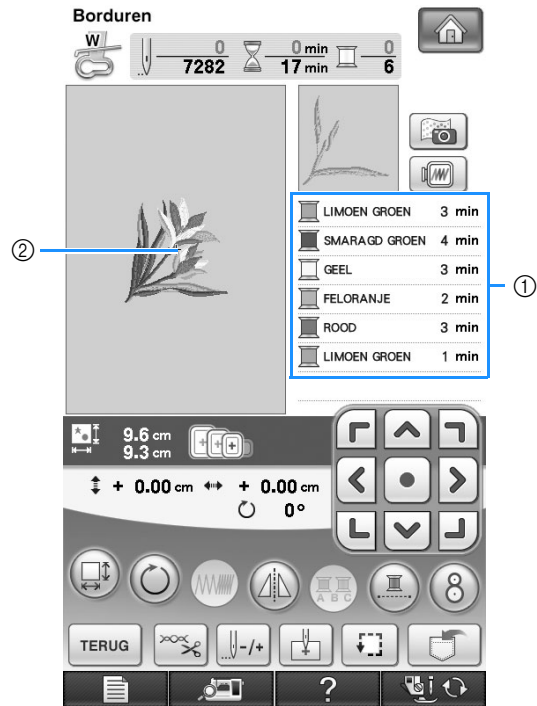 Borduren
W
0 0 min 0
7282 17 min 6
LIMOEN GROEN 3 min
SMARAGD GROEN 4 min
GEEL 3 min
FELORANJE 2 min
ROOD 3 min
LIMOEN GROEN 1 min
①
②
9.6 cm
9.3 cm
+ 0.00 cm + 0.00 cm
0°
A B C
8
TERUG
-/+
?